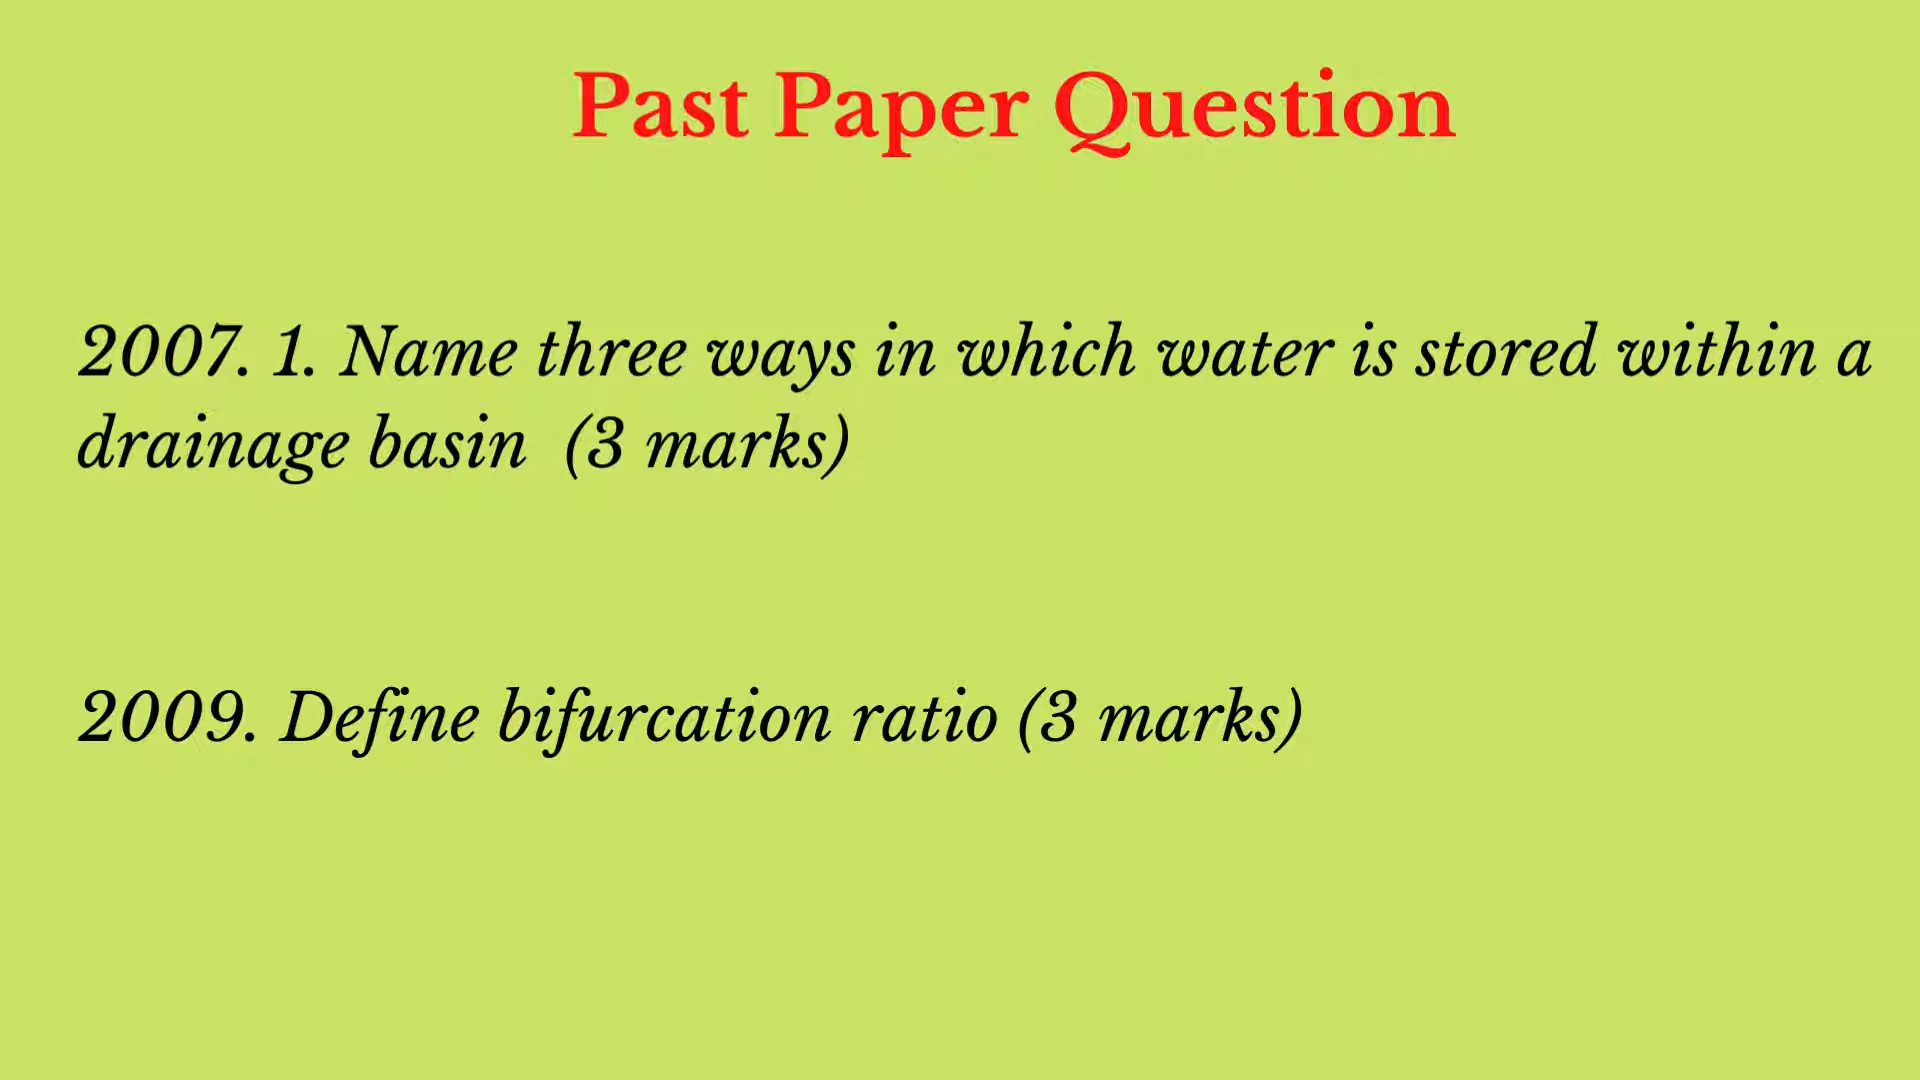 Past Paper Question
2007. 1. Name three ways in which water is stored within a
drainage basin  (3 marks)
2009. Define bifurcation ratio (3 marks)